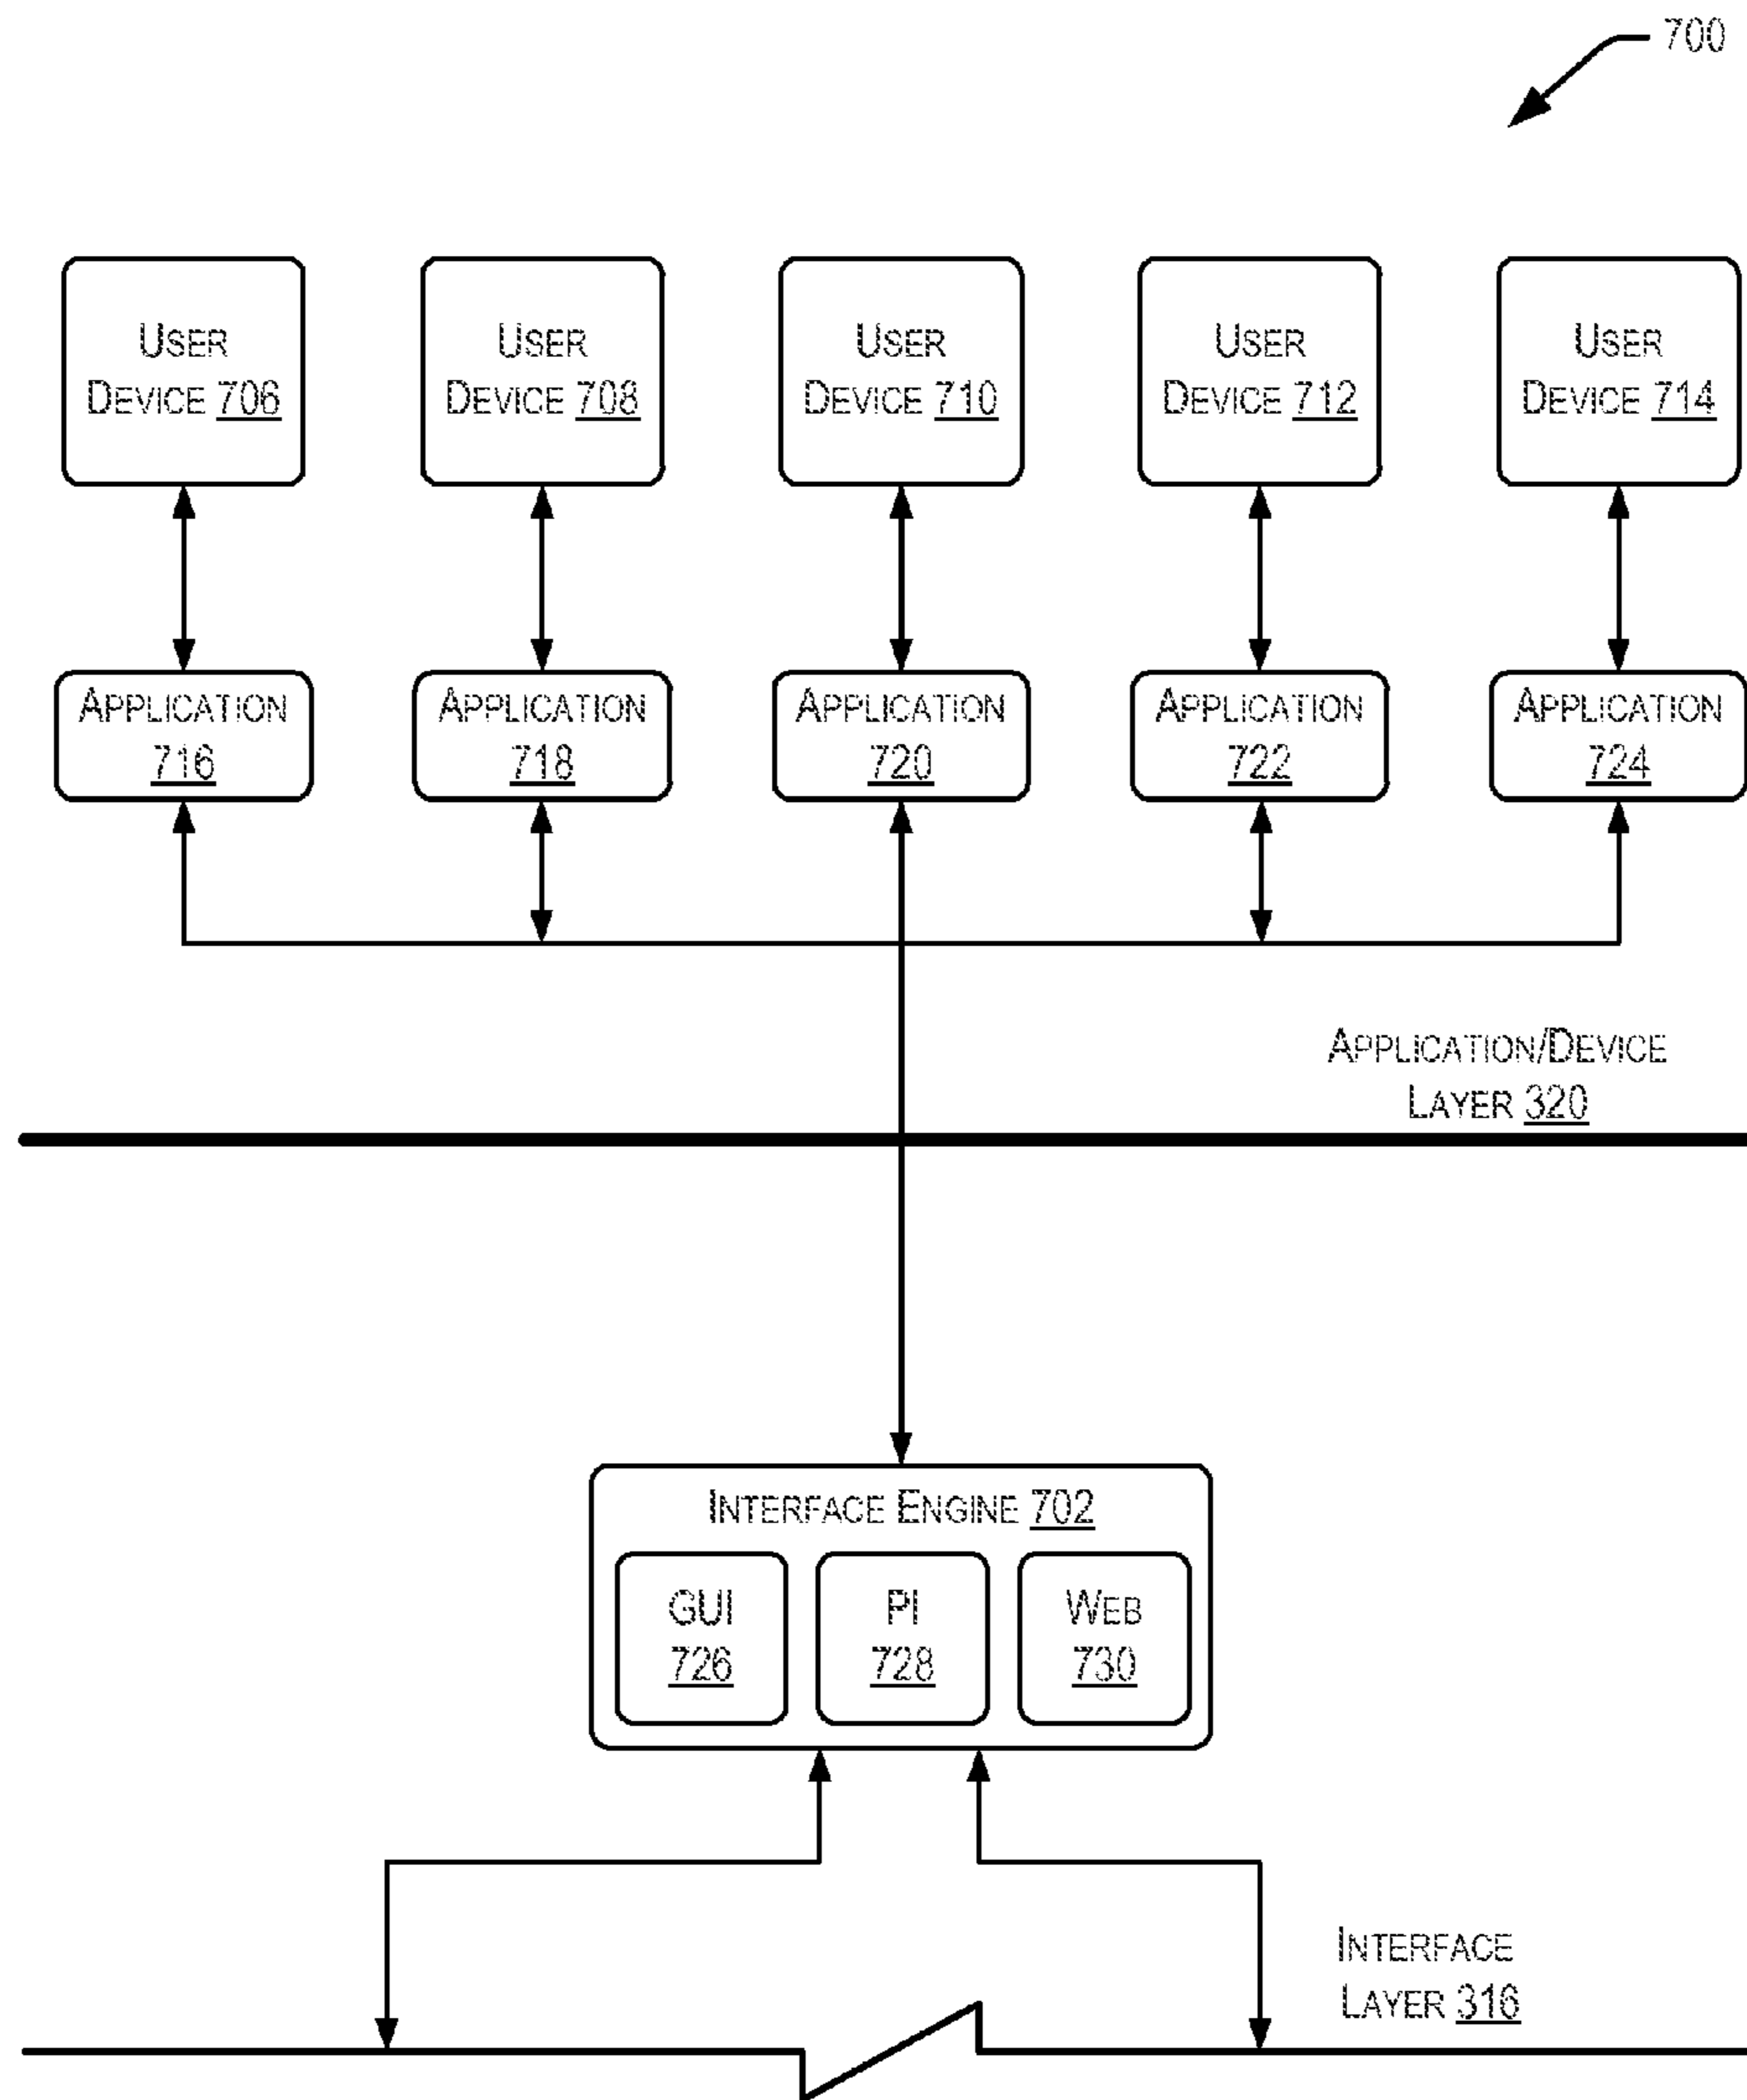 700
USER
DEVICE 706
USER
DEVICE 708
USER
DEVICE 710
USER
DEVICE 712
USER
DEVICE 714
APPLICATION
716
APPLICATION
718
APPLICATION
720
APPLICATION
722
APPLICATION
724
APPLICATION/DEVICE
LAYER 320
INTERFACE ENGINE 702
GUI
726
PI
728
WEB
730
INTERFACE
LAYER 316